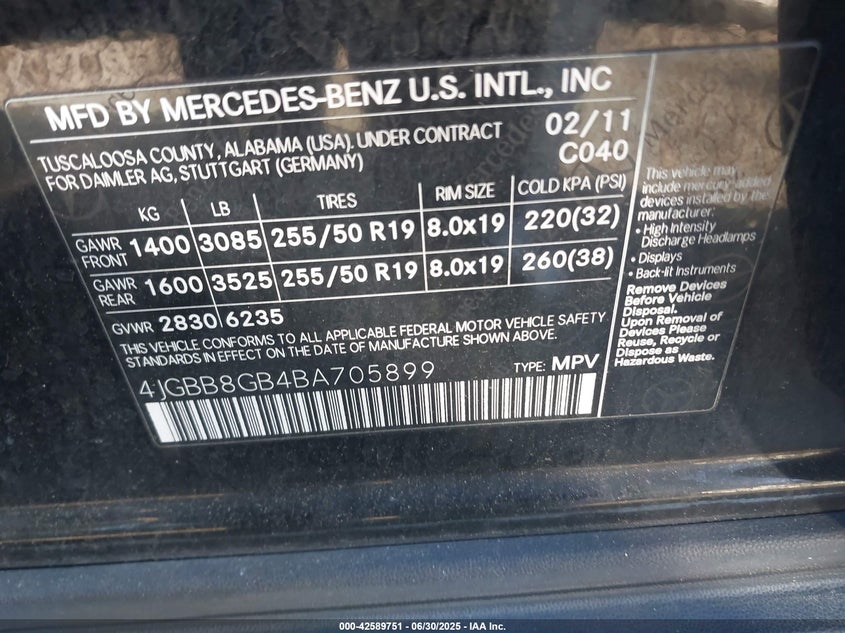 MFD BY MERCEDES-BENZ U.S. INTL., INC
TUSCALOOSA COUNTY, ALABAMA (USA). UNDER CONTRACT 02/11
FOR DAIMLER AG, STUTTGART (GERMANY) C040
KG LB TIRES RIM SIZE COLD KPA (PSI)
GAWR FRONT 1400 3085 255/50 R19 8.0x19 220(32)
GAWR REAR 1600 3525 255/50 R19 8.0x19 260(38)
GVWR 2830 6235
THIS VEHICLE CONFORMS TO ALL APPLICABLE FEDERAL MOTOR VEHICLE SAFETY
STANDARDS IN EFFECT ON THE DATE OF MANUFACTURE SHOWN ABOVE.
4JGBB8GB4BA705899 TYPE: MPV
This vehicle may
include mercury-added
devices installed by the
manufacturer:
• High Intensity
Discharge Headlamps
• Displays
• Back-lit Instruments
Remove Devices
Before Vehicle
Disposal.
Upon Removal of
Devices Please
Reuse, Recycle or
Dispose as
Hazardous Waste.
000-42589751 - 06/30/2025 - IAA Inc.